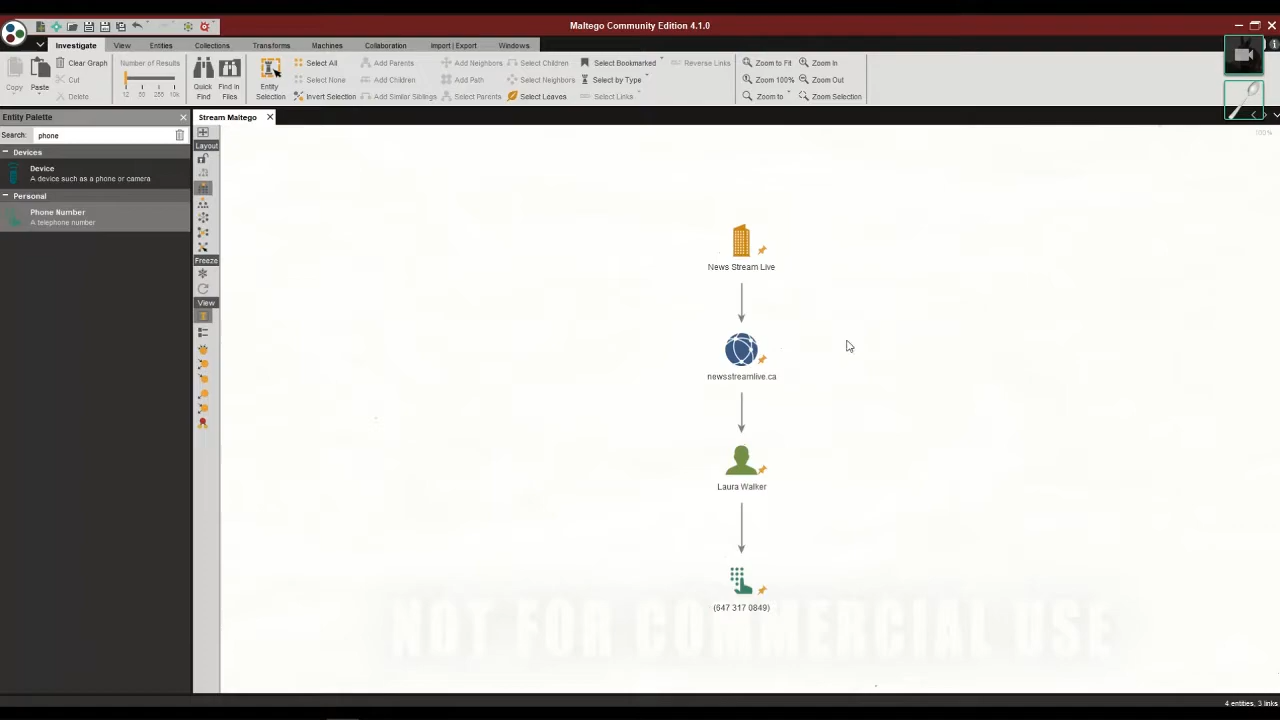 Maltego Community Edition 4.1.0
Investigate View Entities Collections Transforms Machines Collaboration Import | Export Windows
Copy
Paste
Clear Graph
Cut
Delete
Number of Results
12 50 255 10k
Quick Find
Find in Files
Entity Selection
Select All
Select None
Invert Selection
Add Parents
Add Children
Add Similar Siblings
Add Neighbors
Add Path
Select Parents
Select Children
Select Neighbors
Select Leaves
Select Bookmarked
Select by Type
Select Links
Reverse Links
Zoom to Fit
Zoom 100%
Zoom to
Zoom In
Zoom Out
Zoom Selection
Entity Palette
Search: phone
Devices
Device
A device such as a phone or camera
Personal
Phone Number
A telephone number
Stream Maltego
Layout
Freeze
View
100%
News Stream Live
newsstreamlive.ca
Laura Walker
(647 317 0849)
NOT FOR COMMERCIAL USE
4 entities, 3 links